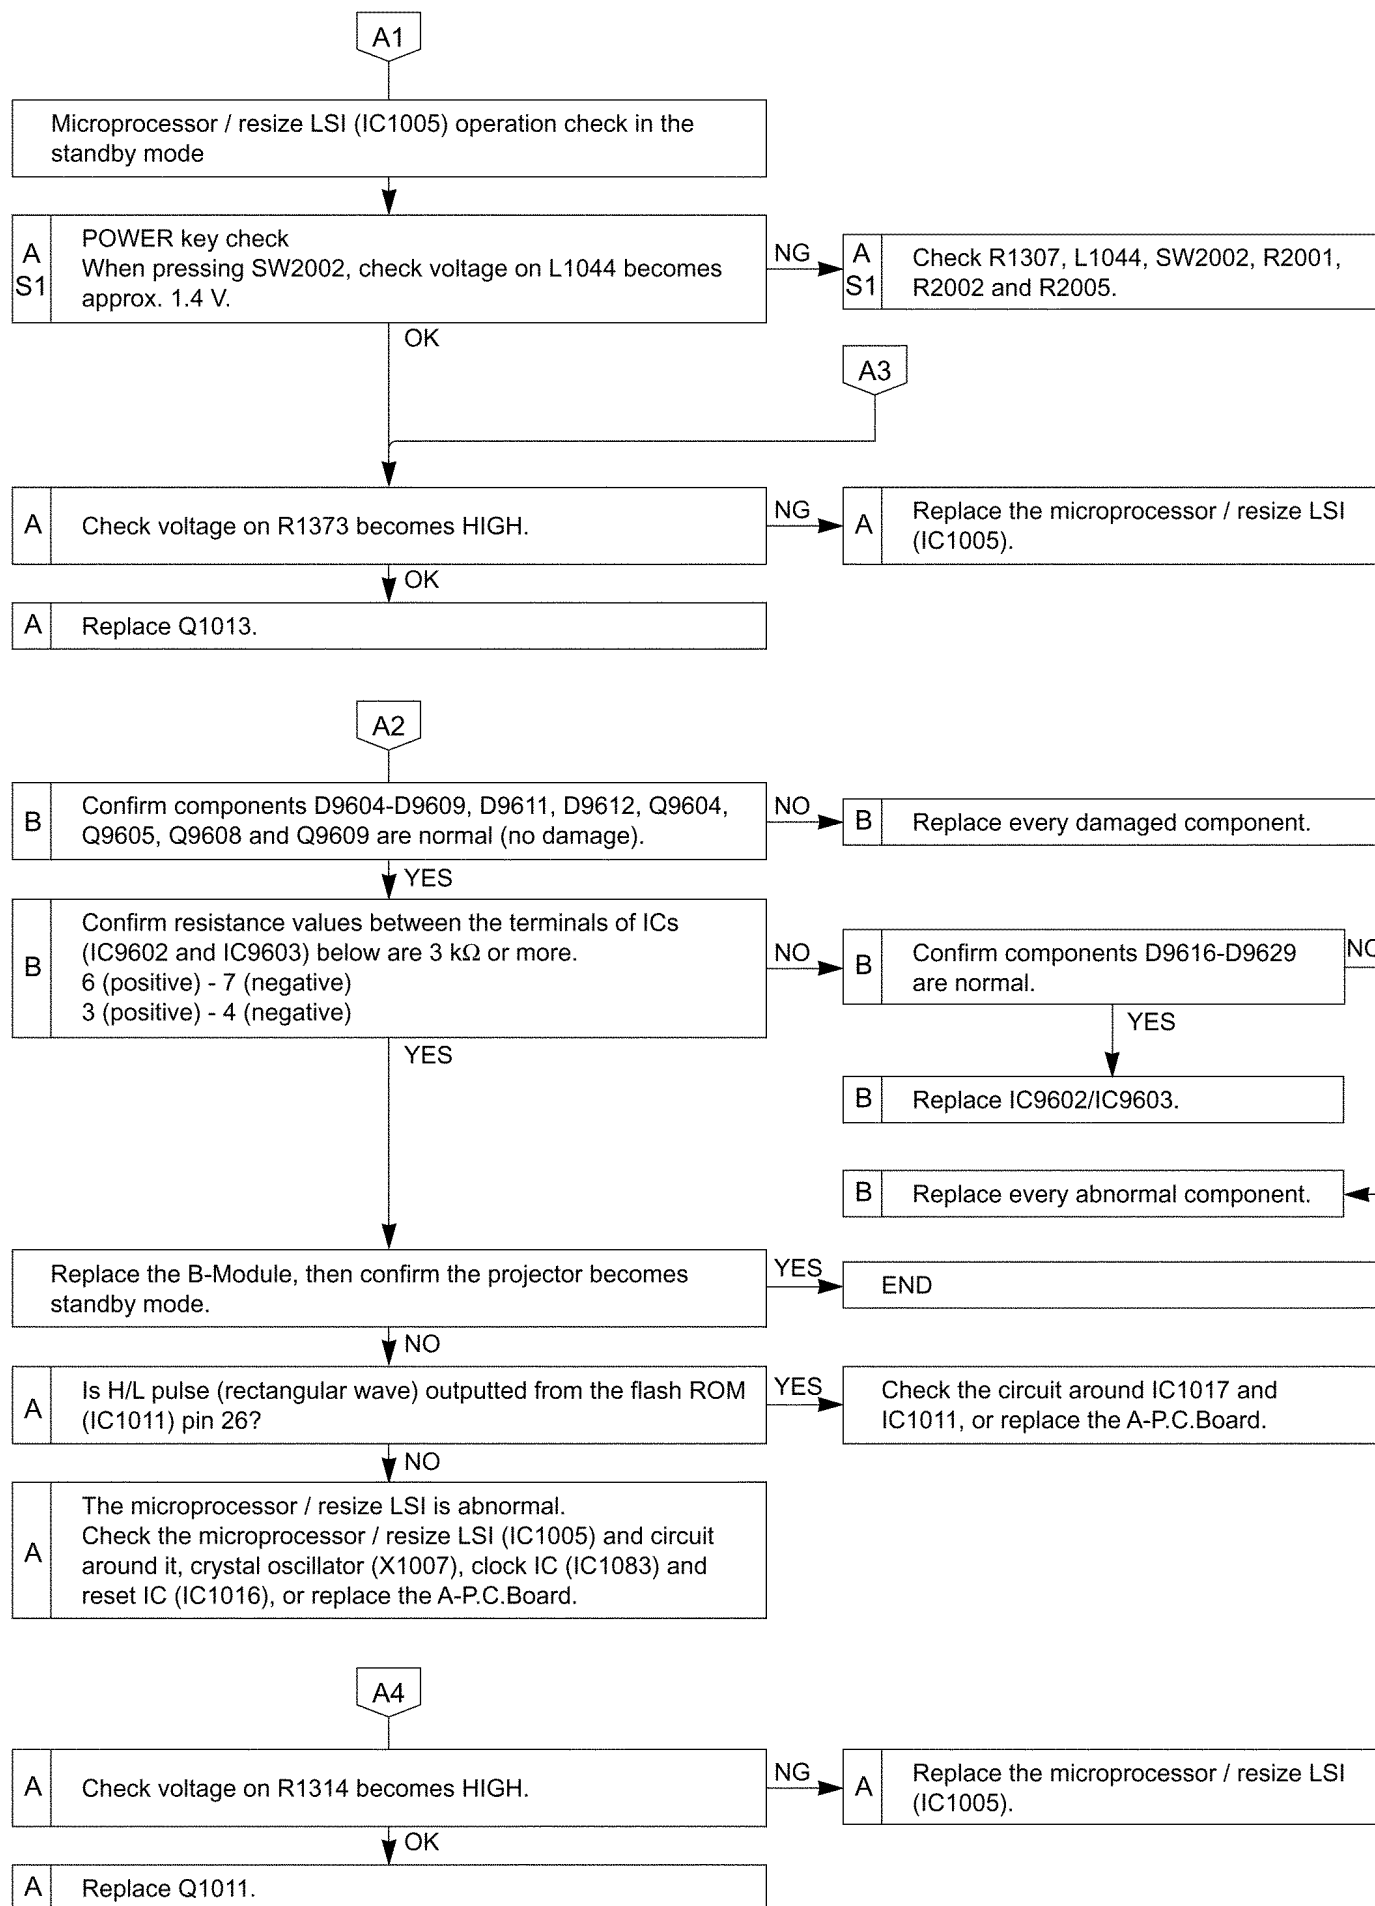 A1
Microprocessor / resize LSI (IC1005) operation check in the
standby mode
A
S1
POWER key check
When pressing SW2002, check voltage on L1044 becomes
approx. 1.4 V.
NG
A
S1
Check R1307, L1044, SW2002, R2001,
R2002 and R2005.
OK
A3
A
Check voltage on R1373 becomes HIGH.
NG
A
Replace the microprocessor / resize LSI
(IC1005).
OK
A
Replace Q1013.
A2
B
Confirm components D9604-D9609, D9611, D9612, Q9604,
Q9605, Q9608 and Q9609 are normal (no damage).
NO
B
Replace every damaged component.
YES
B
Confirm resistance values between the terminals of ICs
(IC9602 and IC9603) below are 3 kΩ or more.
6 (positive) - 7 (negative)
3 (positive) - 4 (negative)
NO
B
Confirm components D9616-D9629
are normal.
NO
YES
YES
B
Replace IC9602/IC9603.
B
Replace every abnormal component.
Replace the B-Module, then confirm the projector becomes
standby mode.
YES
END
NO
A
Is H/L pulse (rectangular wave) outputted from the flash ROM
(IC1011) pin 26?
YES
Check the circuit around IC1017 and
IC1011, or replace the A-P.C.Board.
NO
A
The microprocessor / resize LSI is abnormal.
Check the microprocessor / resize LSI (IC1005) and circuit
around it, crystal oscillator (X1007), clock IC (IC1083) and
reset IC (IC1016), or replace the A-P.C.Board.
A4
A
Check voltage on R1314 becomes HIGH.
NG
A
Replace the microprocessor / resize LSI
(IC1005).
OK
A
Replace Q1011.